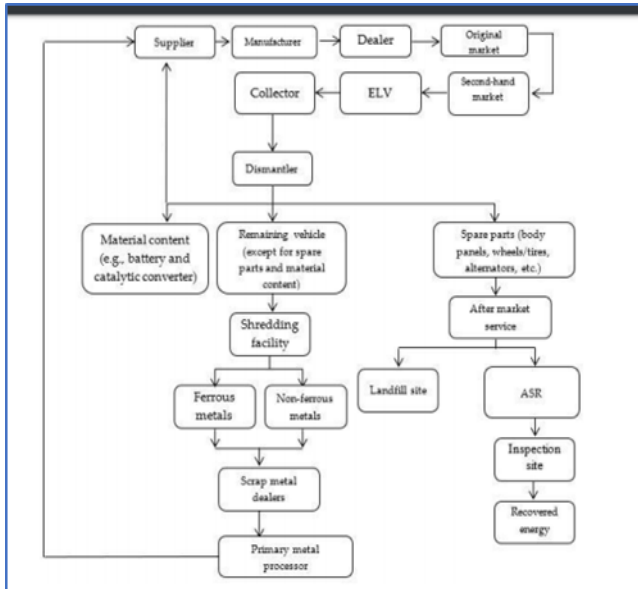 Supplier
Manufacturer
Dealer
Original
market
Collector
ELV
Second-hand
market
Dismantler
Material content
(e.g., battery and
catalytic converter)
Remaining vehicle
(except for spare
parts and material
content)
Spare parts (body
panels, wheels/tires,
alternators, etc.)
Shredding
facility
After market
service
Ferrous
metals
Non-ferrous
metals
Landfill site
ASR
Scrap metal
dealers
Inspection
site
Primary metal
processor
Recovered
energy